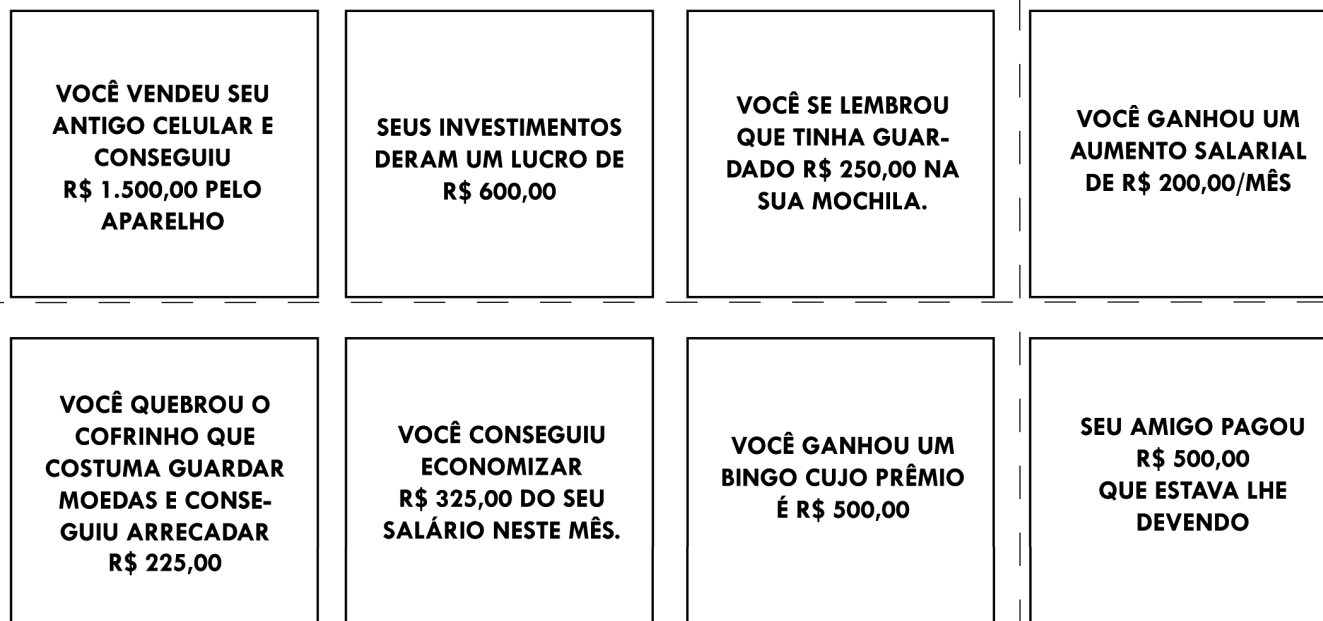 VOCÊ VENDEU SEU
ANTIGO CELULAR E
CONSEGUIU
R$ 1.500,00 PELO
APARELHO
SEUS INVESTIMENTOS
DERAM UM LUCRO DE
R$ 600,00
VOCÊ SE LEMBROU
QUE TINHA GUAR-
DADO R$ 250,00 NA
SUA MOCHILA.
VOCÊ GANHOU UM
AUMENTO SALARIAL
DE R$ 200,00/MÊS
VOCÊ QUEBROU O
COFRINHO QUE
COSTUMA GUARDAR
MOEDAS E CONSE-
GUIU ARRECADAR
R$ 225,00
VOCÊ CONSEGUIU
ECONOMIZAR
R$ 325,00 DO SEU
SALÁRIO NESTE MÊS.
VOCÊ GANHOU UM
BINGO CUJO PRÊMIO
É R$ 500,00
SEU AMIGO PAGOU
R$ 500,00
QUE ESTAVA LHE
DEVENDO